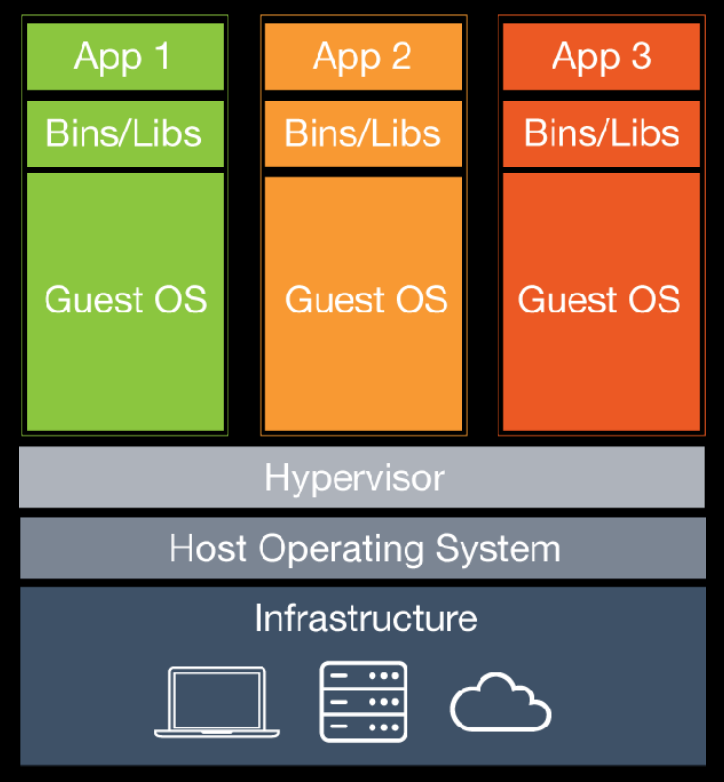 App 1
App 2
App 3
Bins/Libs
Bins/Libs
Bins/Libs
Guest OS
Guest OS
Guest OS
Hypervisor
Host Operating System
Infrastructure